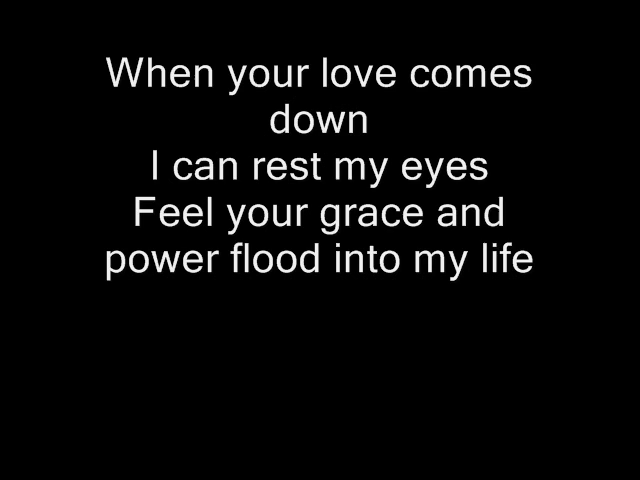 When your love comes
down
I can rest my eyes
Feel your grace and
power flood into my life